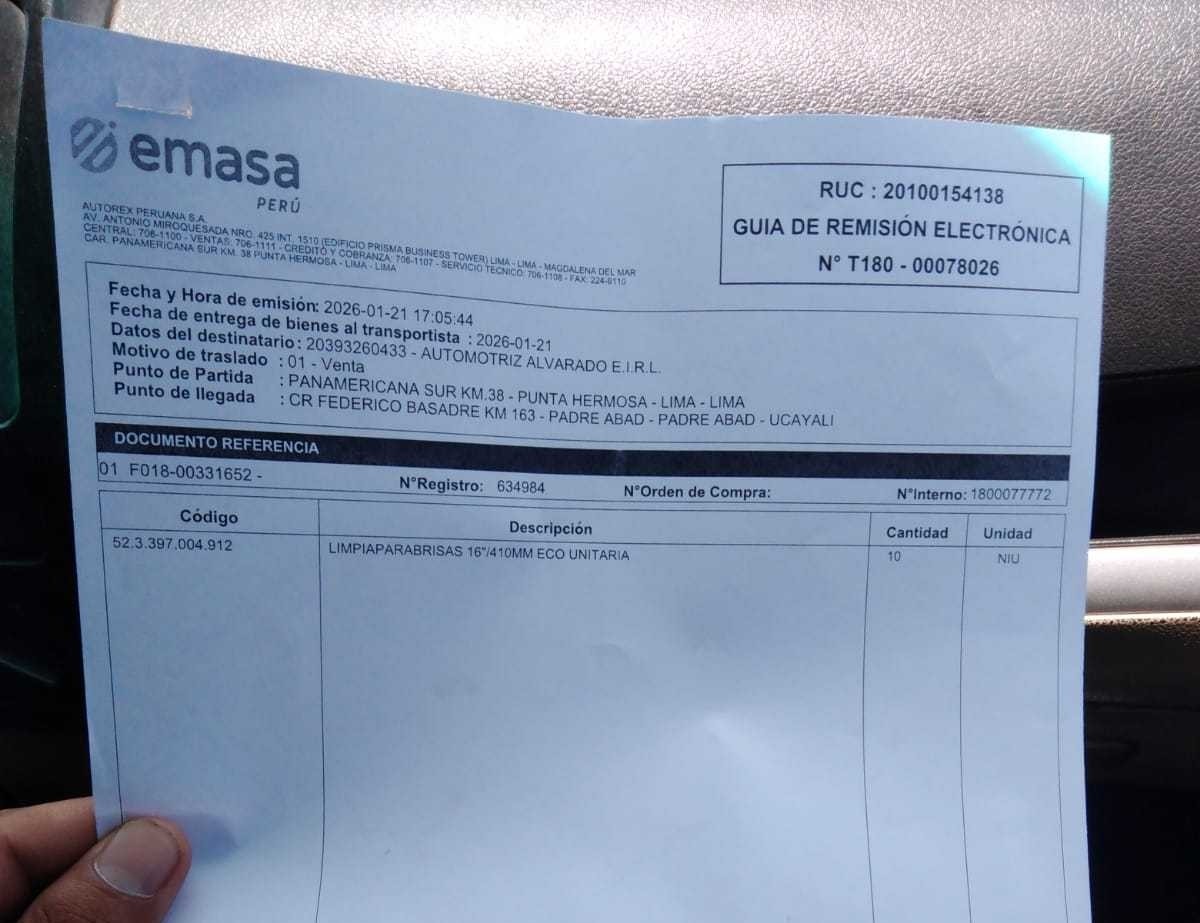 emasa
PERÚ
AUTOREX PERUANA S.A.
AV. ANTONIO MIROQUESADA NRO. 425 INT. 1510 (EDIFICIO PRISMA BUSINESS TOWER) LIMA - LIMA - MAGDALENA DEL MAR
CENTRAL: 706-1100 - VENTAS: 706-1111 - CREDITO Y COBRANZA: 706-1107 - SERVICIO TECNICO: 706-1108 - FAX: 224-6110
CAR. PANAMERICANA SUR KM. 38 PUNTA HERMOSA - LIMA - LIMA
RUC : 20100154138
GUIA DE REMISIÓN ELECTRÓNICA
N° T180 - 00078026
Fecha y Hora de emisión: 2026-01-21 17:05:44
Fecha de entrega de bienes al transportista : 2026-01-21
Datos del destinatario : 20393260433 - AUTOMOTRIZ ALVARADO E.I.R.L.
Motivo de traslado : 01 - Venta
Punto de Partida : PANAMERICANA SUR KM.38 - PUNTA HERMOSA - LIMA - LIMA
Punto de llegada : CR FEDERICO BASADRE KM 163 - PADRE ABAD - PADRE ABAD - UCAYALI
DOCUMENTO REFERENCIA
01 F018-00331652 - N°Registro: 634984 N°Orden de Compra: N°Interno: 1800077772
Código Descripción Cantidad Unidad
52.3.397.004.912 LIMPIAPARABRISAS 16"/410MM ECO UNITARIA 10 NIU